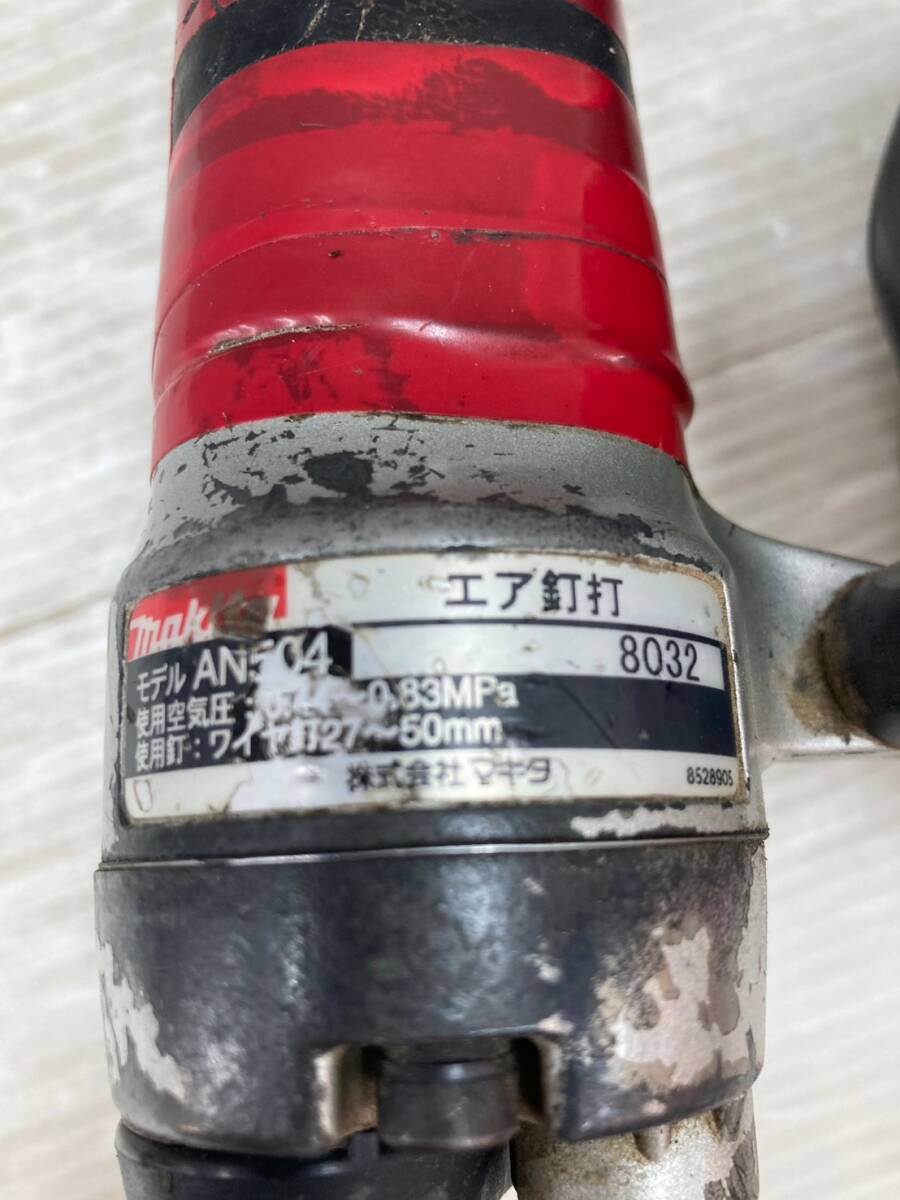 makita
エア釘打
モデル AN504
8032
使用空気圧: 0.83MPa
使用釘:ワイヤ釘27〜50mm
株式会社マキタ
8528905